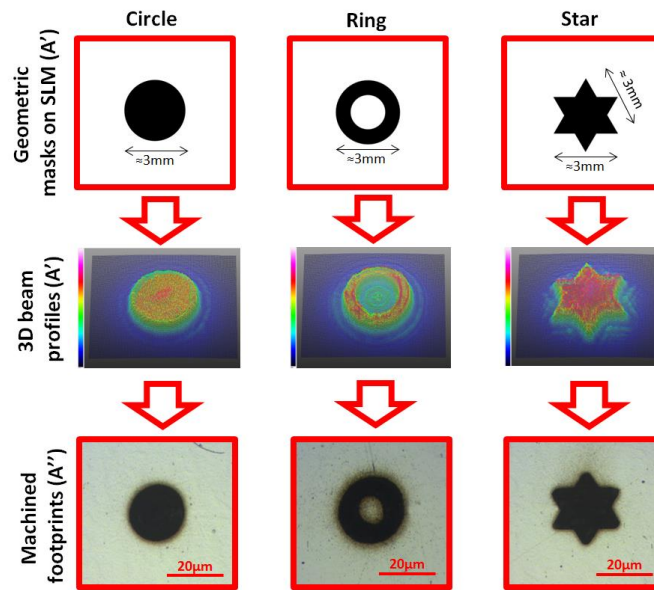 Circle
Ring
Star
Geometric
masks on SLM (A′)
≈3mm
≈3mm
≈3mm
≈ 3mm
3D beam
profiles (A′)
Machined
footprints (A′′)
20μm
20μm
20μm